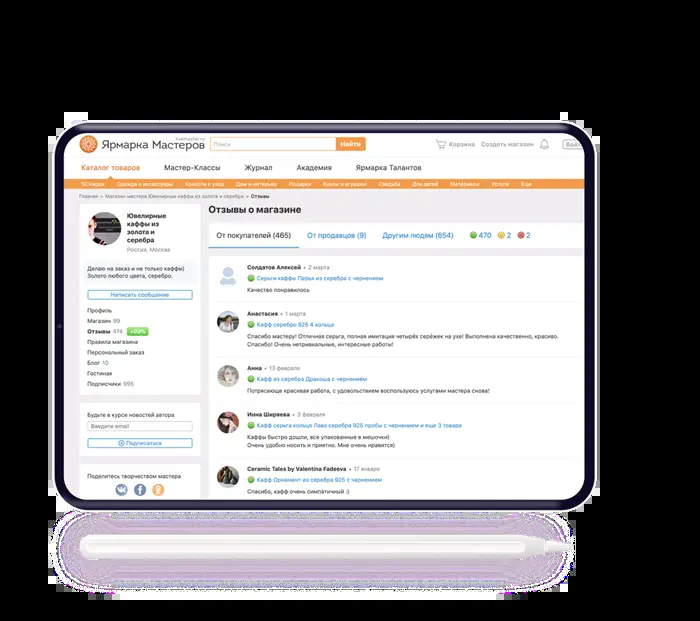 livemaster.ru
Ярмарка Мастеров
Поиск
Найти
Корзина
Создать магазин
Войт
Каталог товаров
Мастер-Классы
Журнал
Академия
Ярмарка Талантов
%Скидки
Одежда и аксессуары
Красота и уход
Дом и интерьер
Подарки
Куклы и игрушки
Свадьба
Для детей
Материалы
Услуги
Еще
Главная > Магазин мастера Ювелирные каффы из золота и серебра > Отзывы
Ювелирные
каффы из
золота и
серебра
Россия, Москва
Делаю на заказ и не только каффы)
Золото любого цвета, серебро.
Написать сообщение
Профиль
Магазин 99
Отзывы 474 +99%
Правила магазина
Персональный заказ
Блог 10
Гостиная
Подписчики 995
Будьте в курсе новостей автора
Введите email
Подписаться
Поделитесь творчеством мастера
Отзывы о магазине
От покупателей (465)
От продавцов (9)
Другим людям (654)
470
2
2
Солдатов Алексей • 2 марта
Серьги каффы Перья из серебра с чернением
Качество понравилось
Анастасия • 1 марта
Кафф серебро 925 4 кольца
Спасибо мастеру! Отличная серьга, полная имитация четырёх серёжек на ухе! Выполнена качественно, красиво.
Спасибо! Очень нетривиальные, интересные работы!
Анна • 13 февраля
Кафф из серебра Дракоша с чернением
Потрясающе красивая работа, с удовольствием воспользуюсь услугами мастера снова!
Инна Ширяева • 3 февраля
Кафф серьга кольца Лава серебро 925 пробы с чернением и еще 3 товара
Каффы быстро дошли, все упакованные в мешочки)
Очень удобно носить и приятно. Мне очень нравится)
Ceramic Tales by Valentina Fadeeva • 17 января
Кафф Орнамент из серебра 925 с чернением
Спасибо, кафф очень симпатичный :)